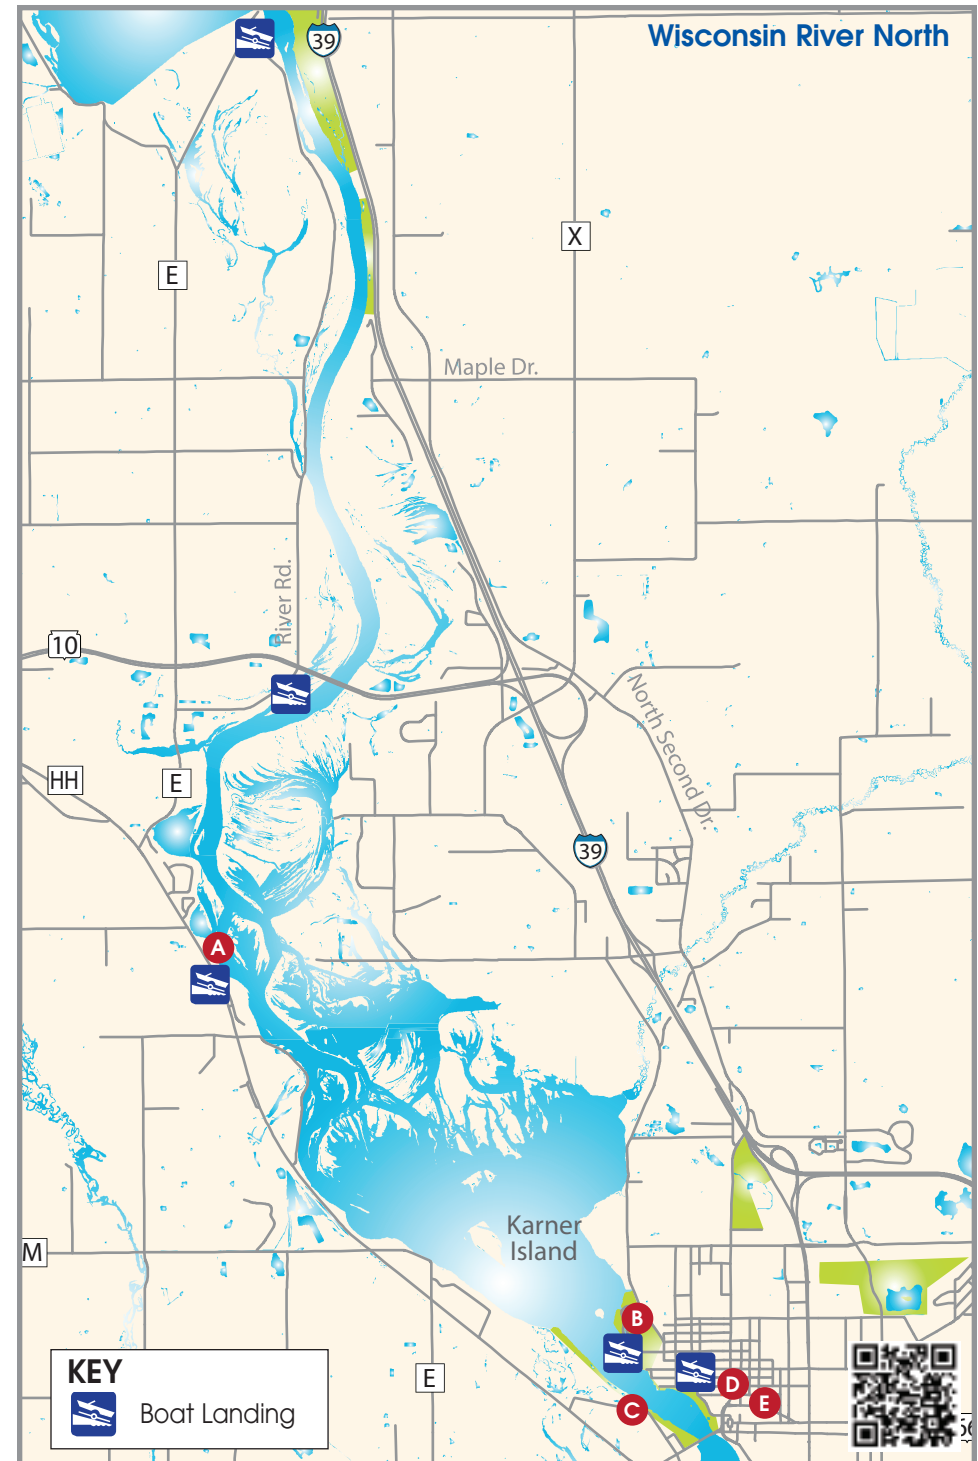 Wisconsin River North
39
X
E
Maple Dr.
River Rd.
10
North Second Dr.
HH
E
39
A
Karner
Island
M
B
E
D
E
C
KEY
Boat Landing